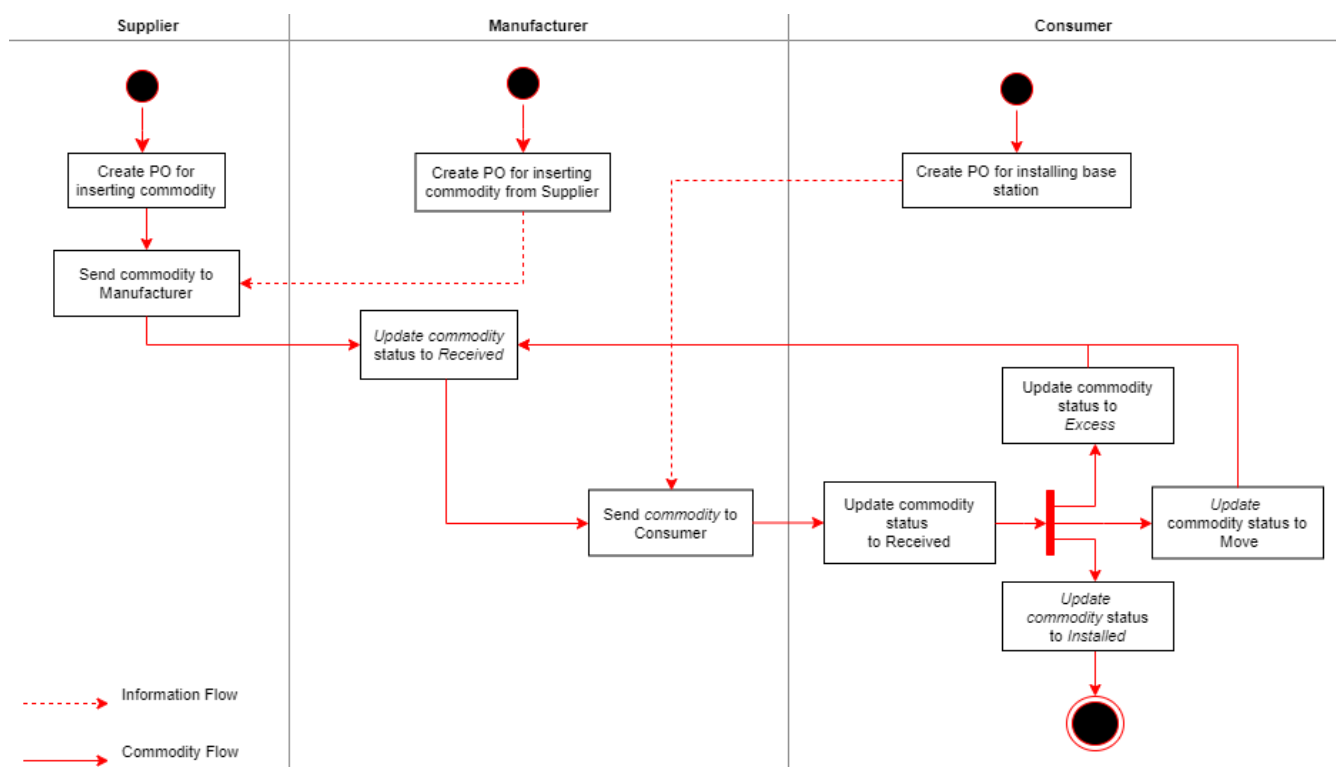 Supplier
Manufacturer
Consumer
Create PO for
inserting commodity
Create PO for inserting
commodity from Supplier
Create PO for installing base
station
Send commodity to
Manufacturer
Update commodity
status to Received
Update commodity
status to
Excess
Send commodity to
Consumer
Update commodity
status
to Received
Update
commodity status to
Move
Update
commodity status
to Installed
Information Flow
Commodity Flow